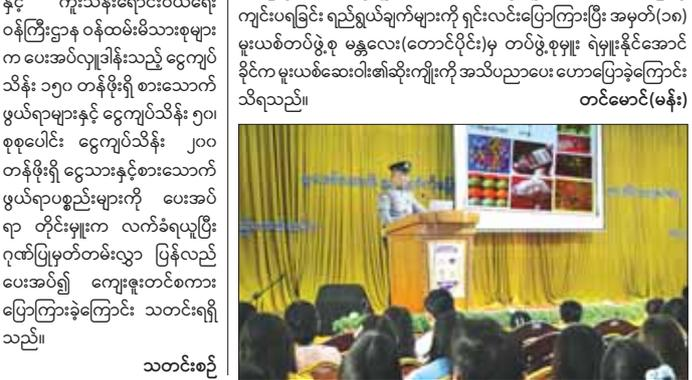 နှင့် ကူးသန်းရောင်းဝယ်ရေး
ဝန်ကြီးဌာန ဝန်ထမ်းမိသားစုများ
က ပေးအပ်လှူဒါန်းသည့် ငွေကျပ်
သိန်း ၁၅၀ တန်ဖိုးရှိ စားသောက်
ဖွယ်ရာများနှင့် ငွေကျပ်သိန်း ၅၀၊
စုစုပေါင်း ငွေကျပ်သိန်း ၂၀၀
တန်ဖိုးရှိ ငွေသားနှင့်စားသောက်
ဖွယ်ရာပစ္စည်းများကို ပေးအပ်
ရာ တိုင်းမှူးက လက်ခံရယူပြီး
ဂုဏ်ပြုမှတ်တမ်းလွှာ ပြန်လည်
ပေးအပ်၍ ကျေးဇူးတင်စကား
ပြောကြားခဲ့ကြောင်း သတင်းရရှိ
သည်။
သတင်းစဉ်
ကျင်းပရခြင်း ရည်ရွယ်ချက်များကို ရှင်းလင်းပြောကြားပြီး အမှတ်(၁၈)
မူးယစ်တပ်ဖွဲ့စု မန္တလေး(တောင်ပိုင်း)မှ တပ်ဖွဲ့စုမှူး ရဲမှူးနိုင်အောင်
ခိုင်က မူးယစ်ဆေးဝါး၏ဆိုးကျိုးကို အသိပညာပေး ဟောပြောခဲ့ကြောင်း
သိရသည်။ တင်မောင်(မန်း)